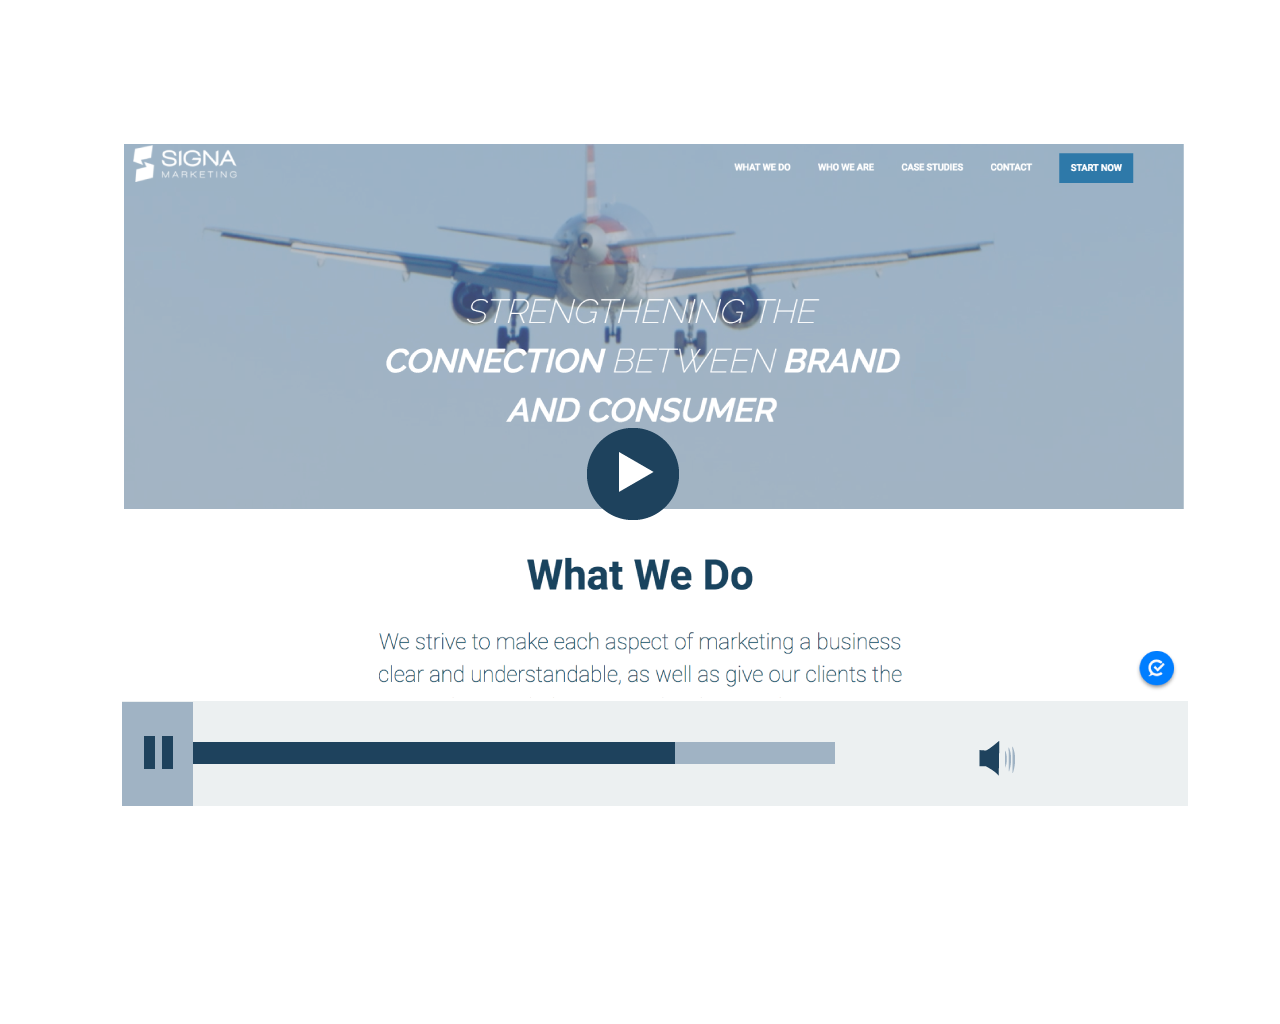 SIGNA
MARKETING
WHAT WE DO
WHO WE ARE
CASE STUDIES
CONTACT
START NOW
STRENGTHENING THE
CONNECTION BETWEEN BRAND
AND CONSUMER
What We Do
We strive to make each aspect of marketing a business
clear and understandable, as well as give our clients the